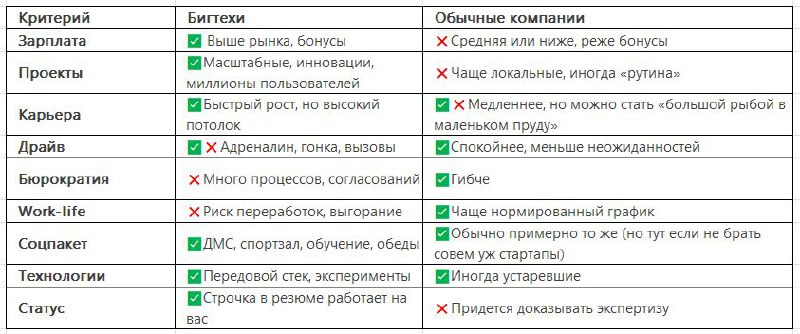 Критерий Бигтехи Обычные компании
Зарплата ✅ Выше рынка, бонусы ❌ Средняя или ниже, реже бонусы
Проекты ✅ Масштабные, инновации, миллионы пользователей ❌ Чаще локальные, иногда «рутина»
Карьера ✅ Быстрый рост, но высокий потолок ✅ ❌ Медленнее, но можно стать «большой рыбой в маленьком пруду»
Драйв ✅ ❌ Адреналин, гонка, вызовы ✅ Спокойнее, меньше неожиданностей
Бюрократия ❌ Много процессов, согласований ✅ Гибче
Work-life ❌ Риск переработок, выгорание ✅ Чаще нормированный график
Соцпакет ✅ ДМС, спортзал, обучение, обеды ✅ Обычно примерно то же (но тут если не брать совем уж стартапы)
Технологии ✅ Передовой стек, эксперименты ✅ Иногда устаревшие
Статус ✅ Строчка в резюме работает на вас ❌ Придется доказывать экспертизу